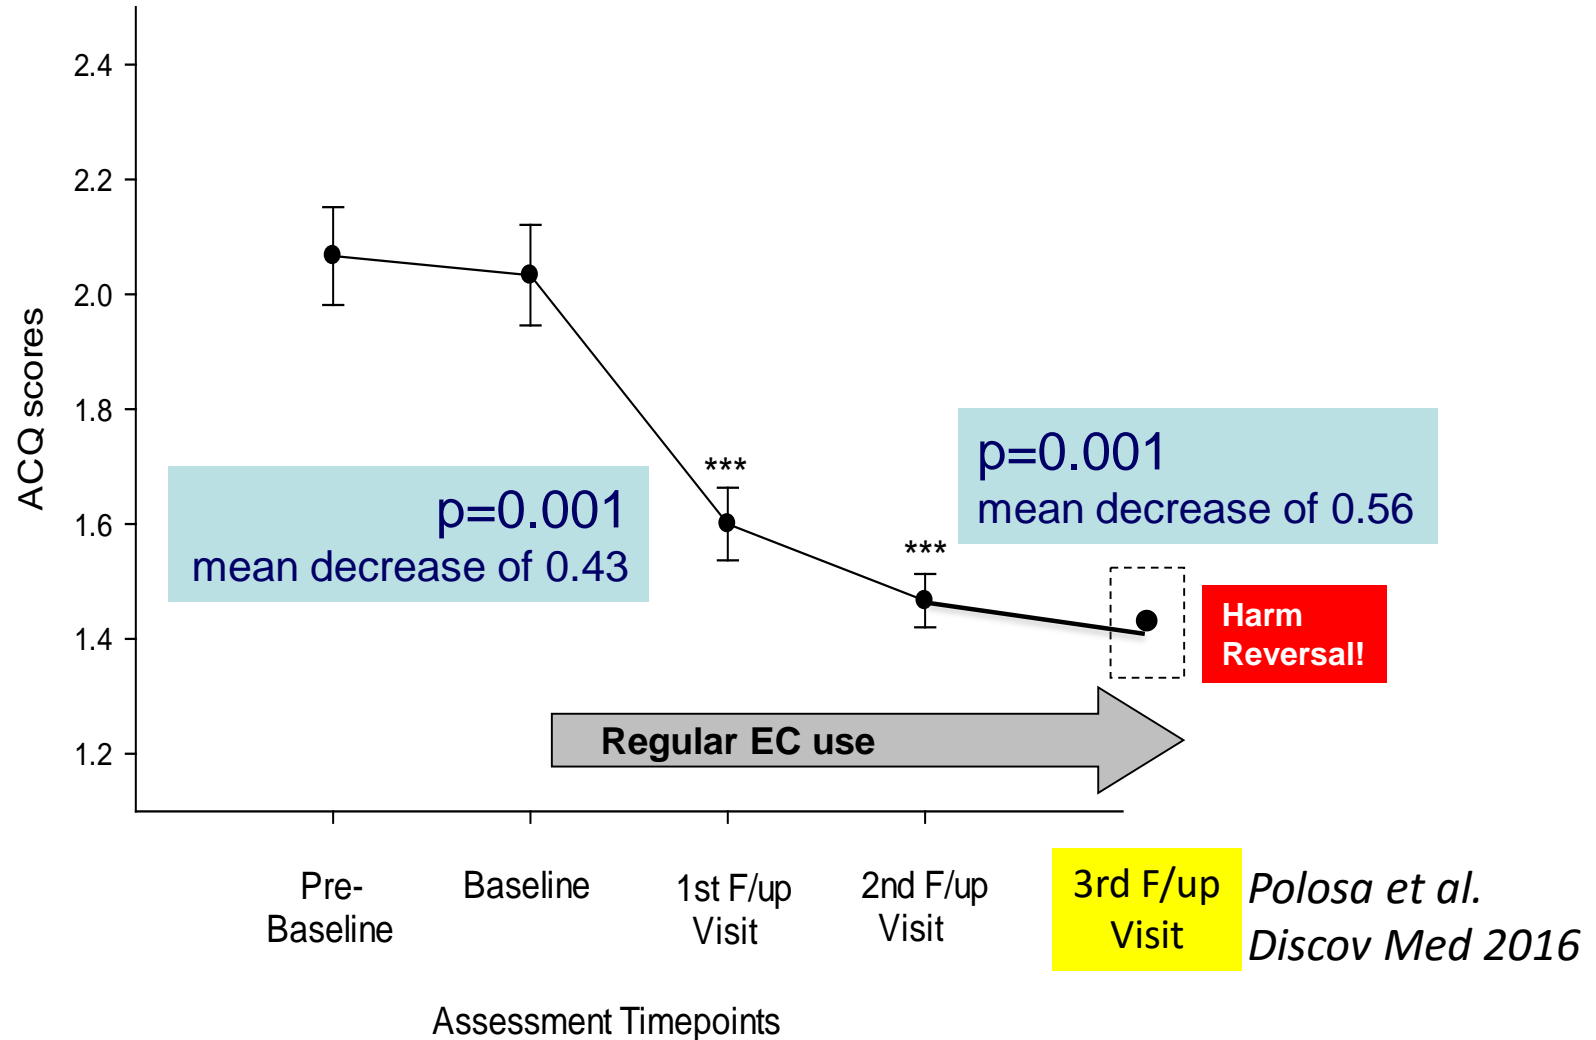 2.4
2.2
2.0
1.8
1.6
1.4
1.2
ACQ scores
***
***
p=0.001
mean decrease of 0.43
p=0.001
mean decrease of 0.56
Harm
Reversal!
Regular EC use
Pre-
Baseline
Baseline
1st F/up
Visit
2nd F/up
Visit
3rd F/up
Visit
Polosa et al.
Discov Med 2016
Assessment Timepoints